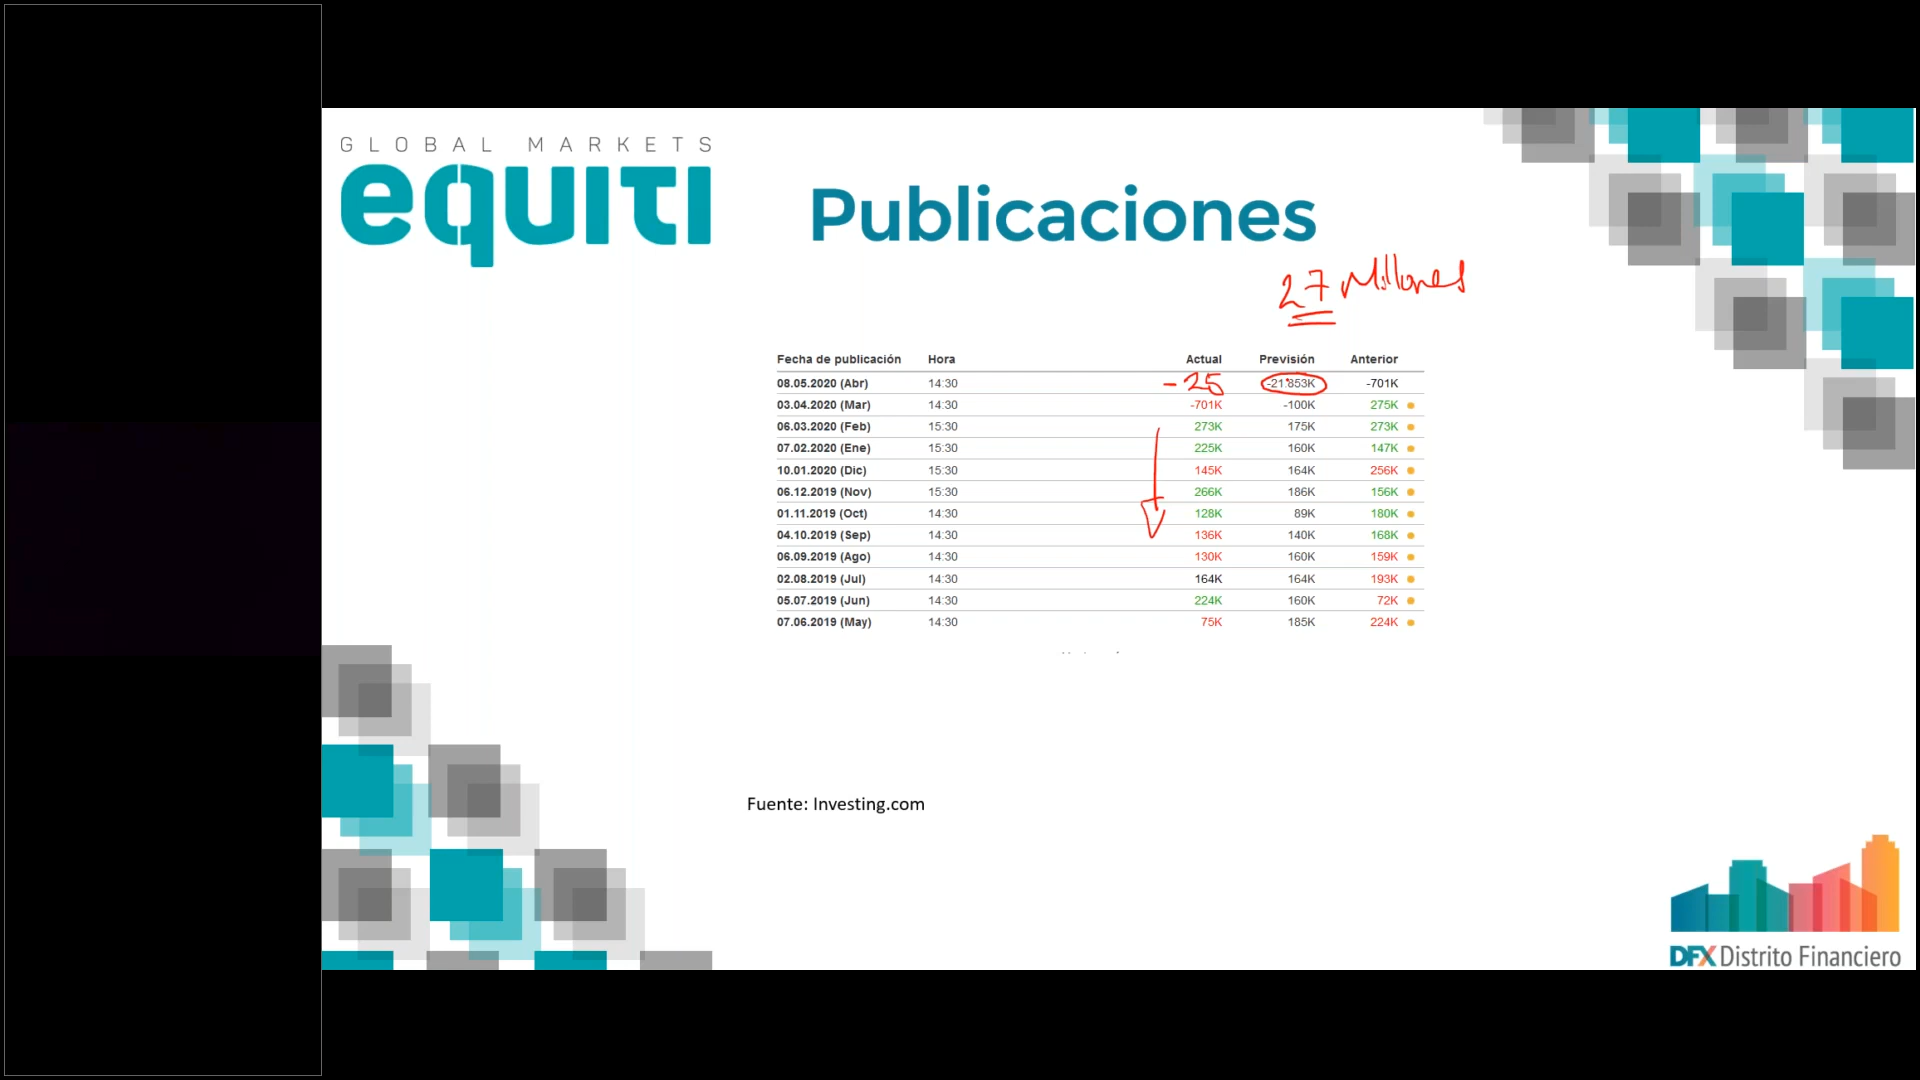 GLOBAL MARKETS
equiti
Publicaciones
27 Millones
Fecha de publicación Hora Actual Previsión Anterior
08.05.2020 (Abr) 14:30 -25 -21.853K -701K
03.04.2020 (Mar) 14:30 -701K -100K 275K
06.03.2020 (Feb) 15:30 273K 175K 273K
07.02.2020 (Ene) 15:30 225K 160K 147K
10.01.2020 (Dic) 15:30 145K 164K 256K
06.12.2019 (Nov) 15:30 266K 186K 156K
01.11.2019 (Oct) 14:30 128K 89K 180K
04.10.2019 (Sep) 14:30 136K 140K 168K
06.09.2019 (Ago) 14:30 130K 160K 159K
02.08.2019 (Jul) 14:30 164K 164K 193K
05.07.2019 (Jun) 14:30 224K 160K 72K
07.06.2019 (May) 14:30 75K 185K 224K
Fuente: Investing.com
DFX Distrito Financiero